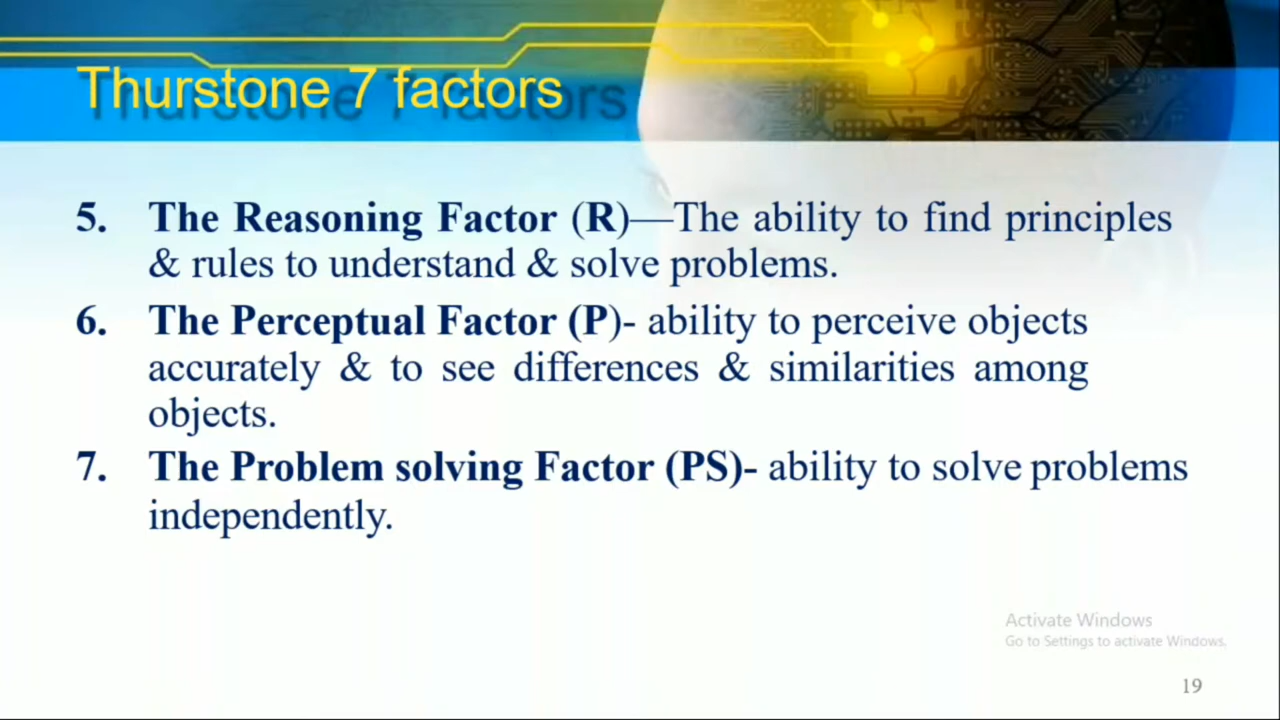 Thurstone 7 factors
5. The Reasoning Factor (R)—The ability to find principles
& rules to understand & solve problems.
6. The Perceptual Factor (P)- ability to perceive objects
accurately & to see differences & similarities among
objects.
7. The Problem solving Factor (PS)- ability to solve problems
independently.
Activate Windows
Go to Settings to activate Windows.
19